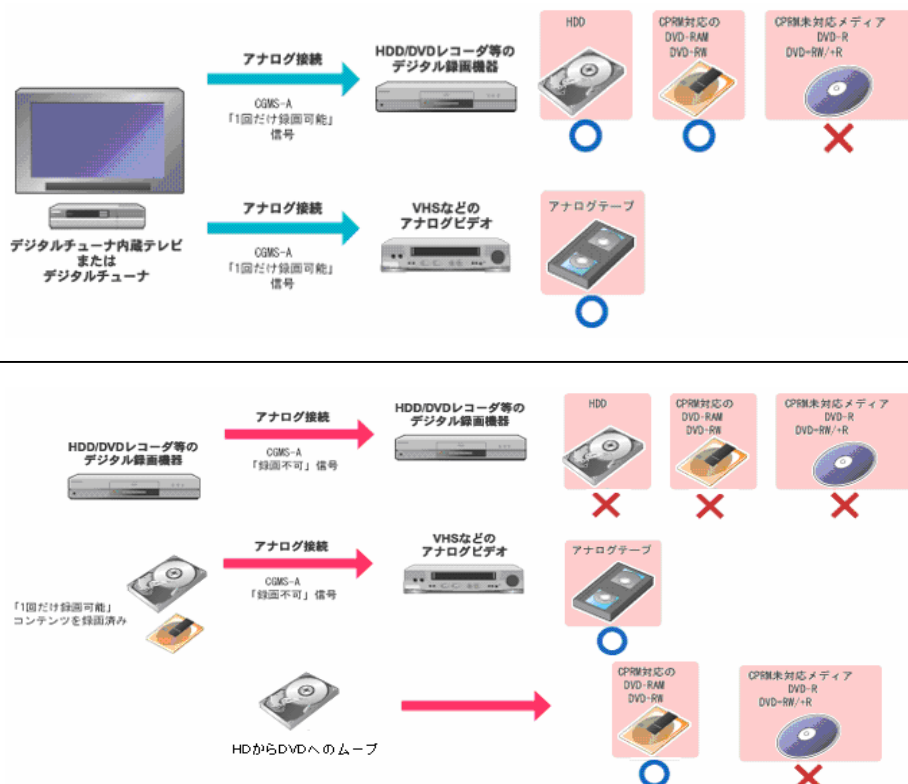 HDD
CPRM対応の
DVD-RAM
DVD-RW
CPRM未対応メディア
DVD-R
DVD=RW/+R
アナログ接続
CGMS-A
「1回だけ録画可能」
信号
HDD/DVDレコーダ等の
デジタル録画機器
デジタルチューナ内蔵テレビ
または
デジタルチューナ
アナログ接続
CGMS-A
「1回だけ録画可能」
信号
VHSなどの
アナログビデオ
アナログテープ
HDD/DVDレコーダ等の
デジタル録画機器
アナログ接続
CGMS-A
「録画不可」信号
HDD/DVDレコーダ等の
デジタル録画機器
HDD
CPRM対応の
DVD-RAM
DVD-RW
CPRM未対応メディア
DVD-R
DVD=RW/+R
「1回だけ録画可能」
コンテンツを録画済み
アナログ接続
CGMS-A
「録画不可」信号
VHSなどの
アナログビデオ
アナログテープ
HDからDVDへのムーブ
CPRM対応の
DVD-RAM
DVD-RW
CPRM未対応メディア
DVD-R
DVD=RW/+R